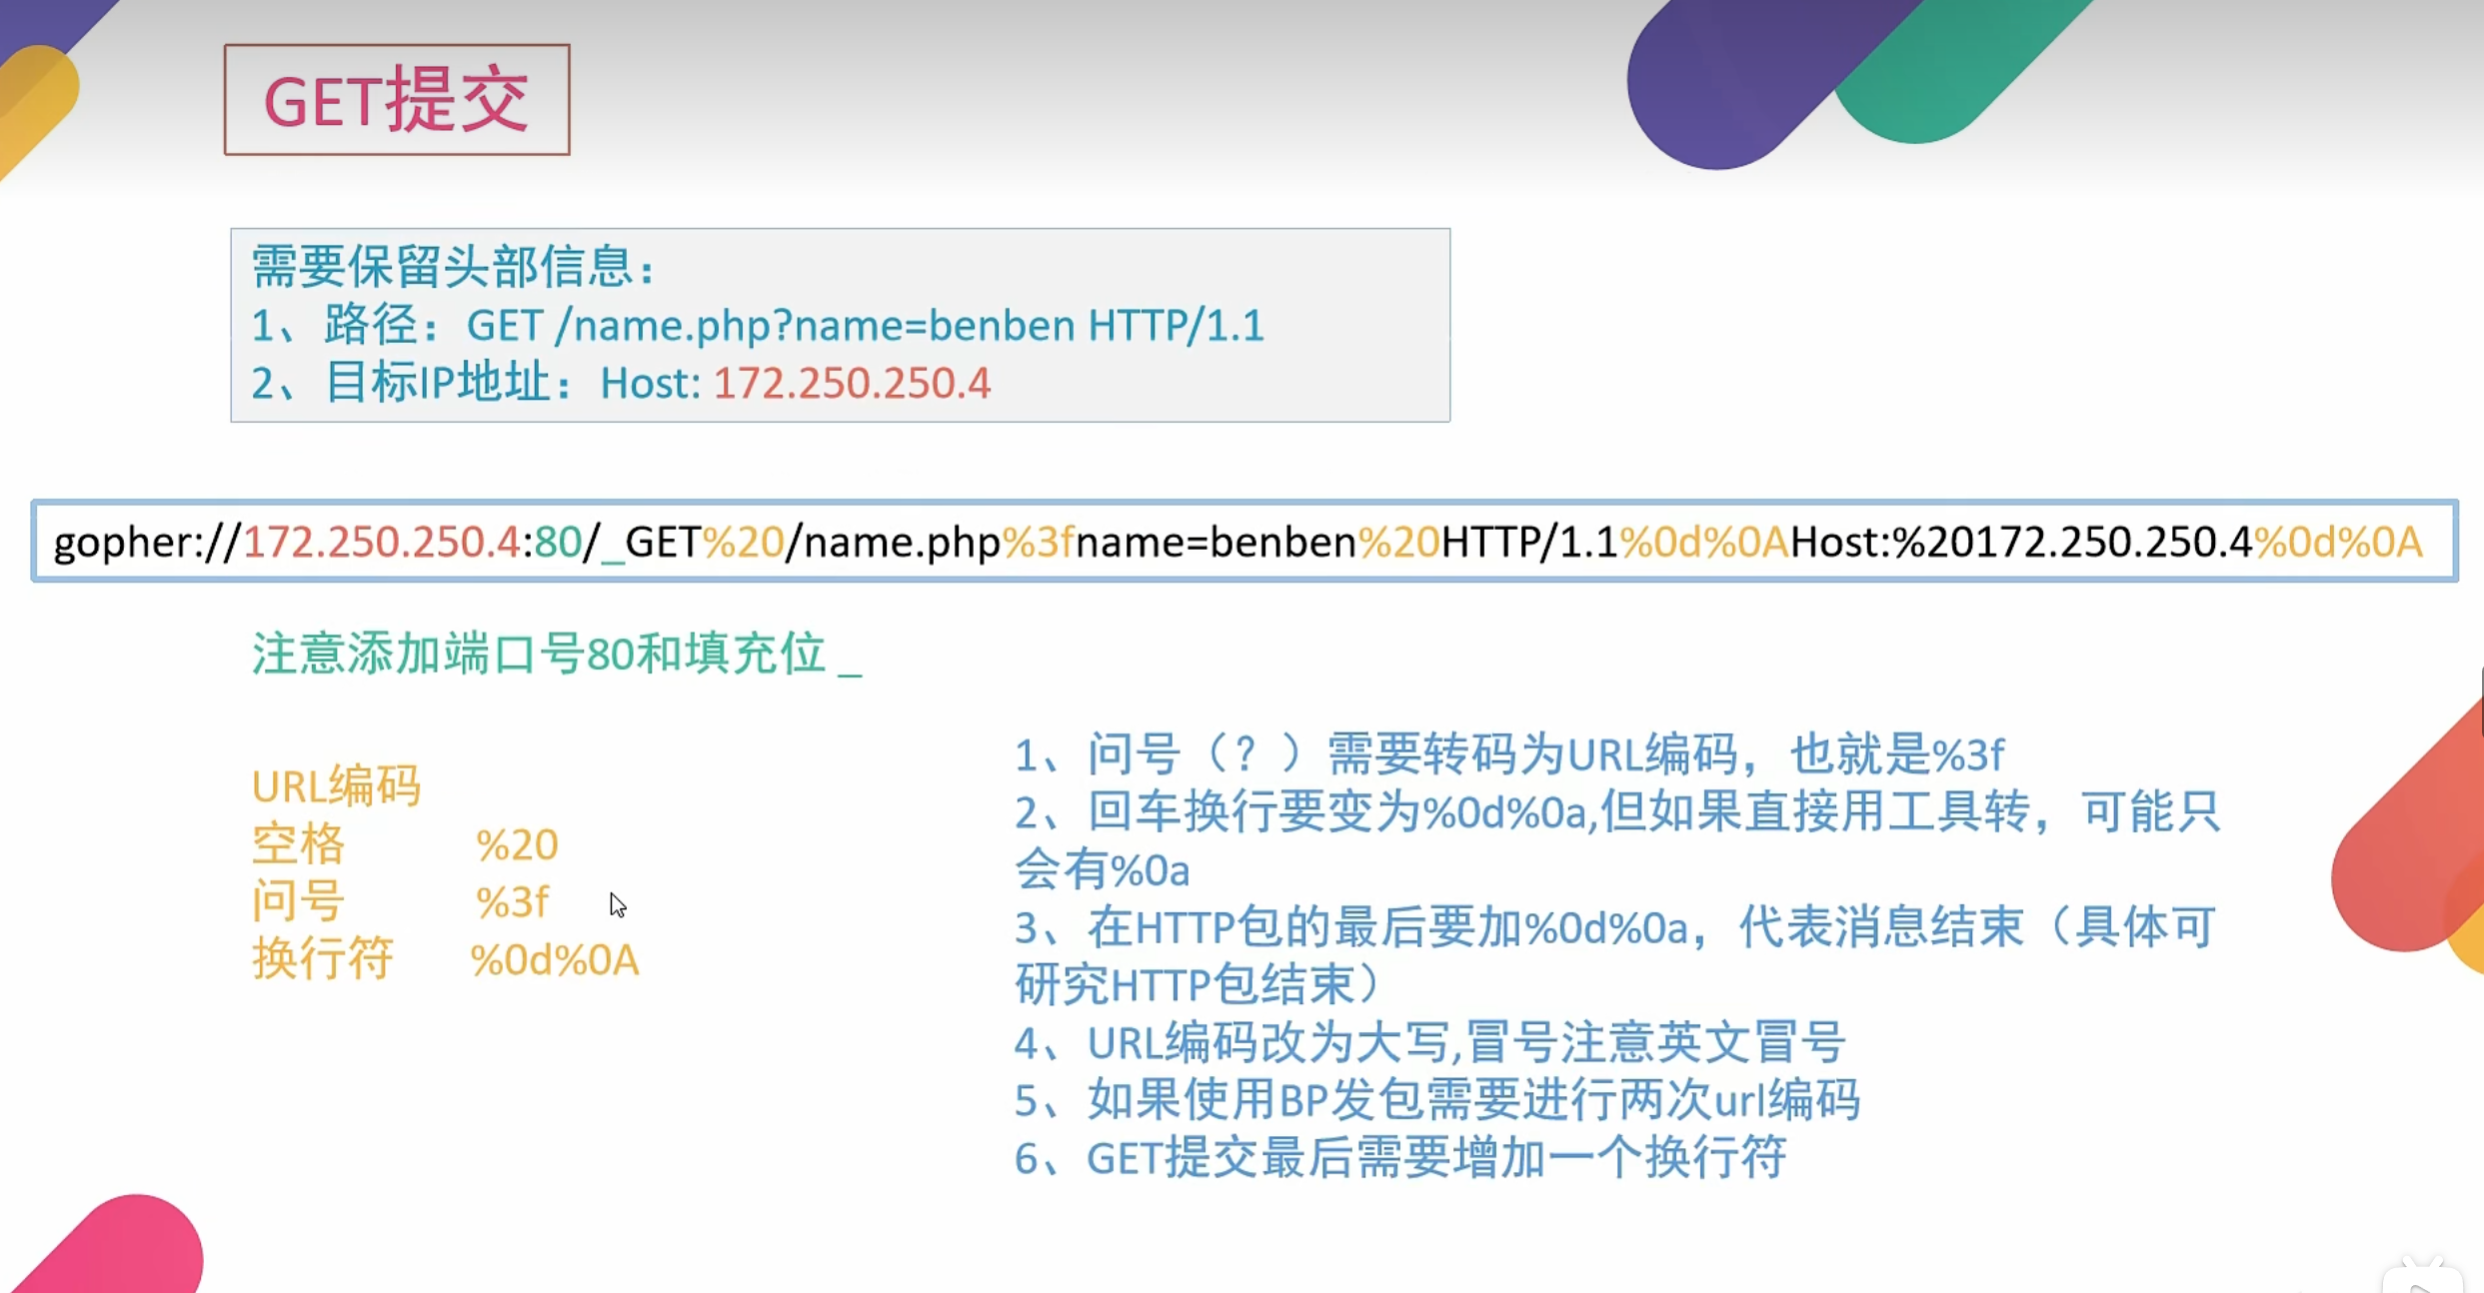 GET提交
需要保留头部信息：
1、路径：GET /name.php?name=benben HTTP/1.1
2、目标IP地址：Host: 172.250.250.4
gopher://172.250.250.4:80/_GET%20/name.php%3fname=benben%20HTTP/1.1%0d%0AHost:%20172.250.250.4%0d%0A
注意添加端口号80和填充位 _
URL编码
空格 %20
问号 %3f
换行符 %0d%0A
1、问号（？）需要转码为URL编码，也就是%3f
2、回车换行要变为%0d%0a,但如果直接用工具转，可能只
会有%0a
3、在HTTP包的最后要加%0d%0a，代表消息结束（具体可
研究HTTP包结束）
4、URL编码改为大写,冒号注意英文冒号
5、如果使用BP发包需要进行两次url编码
6、GET提交最后需要增加一个换行符